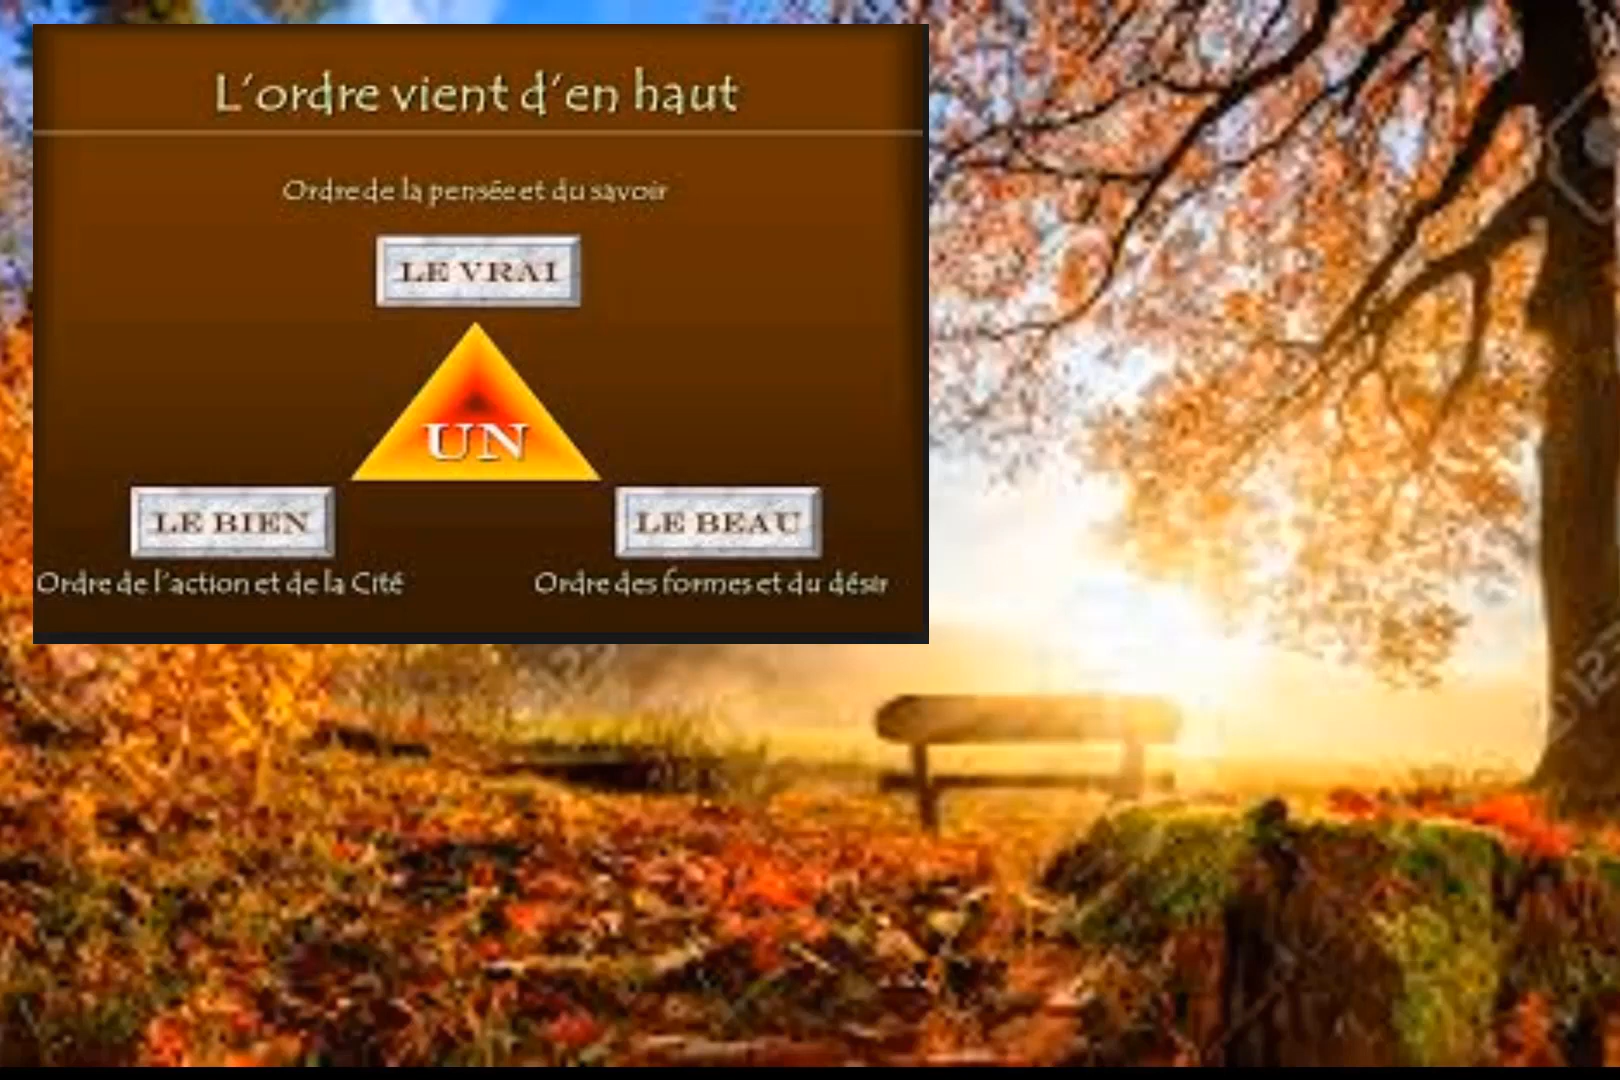 L'ordre vient d'en haut
Ordre de la pensée et du savoir
LE VRAI
UN
LE BIEN
LE BEAU
Ordre de l'action et de la Cité
Ordre des formes et du désir